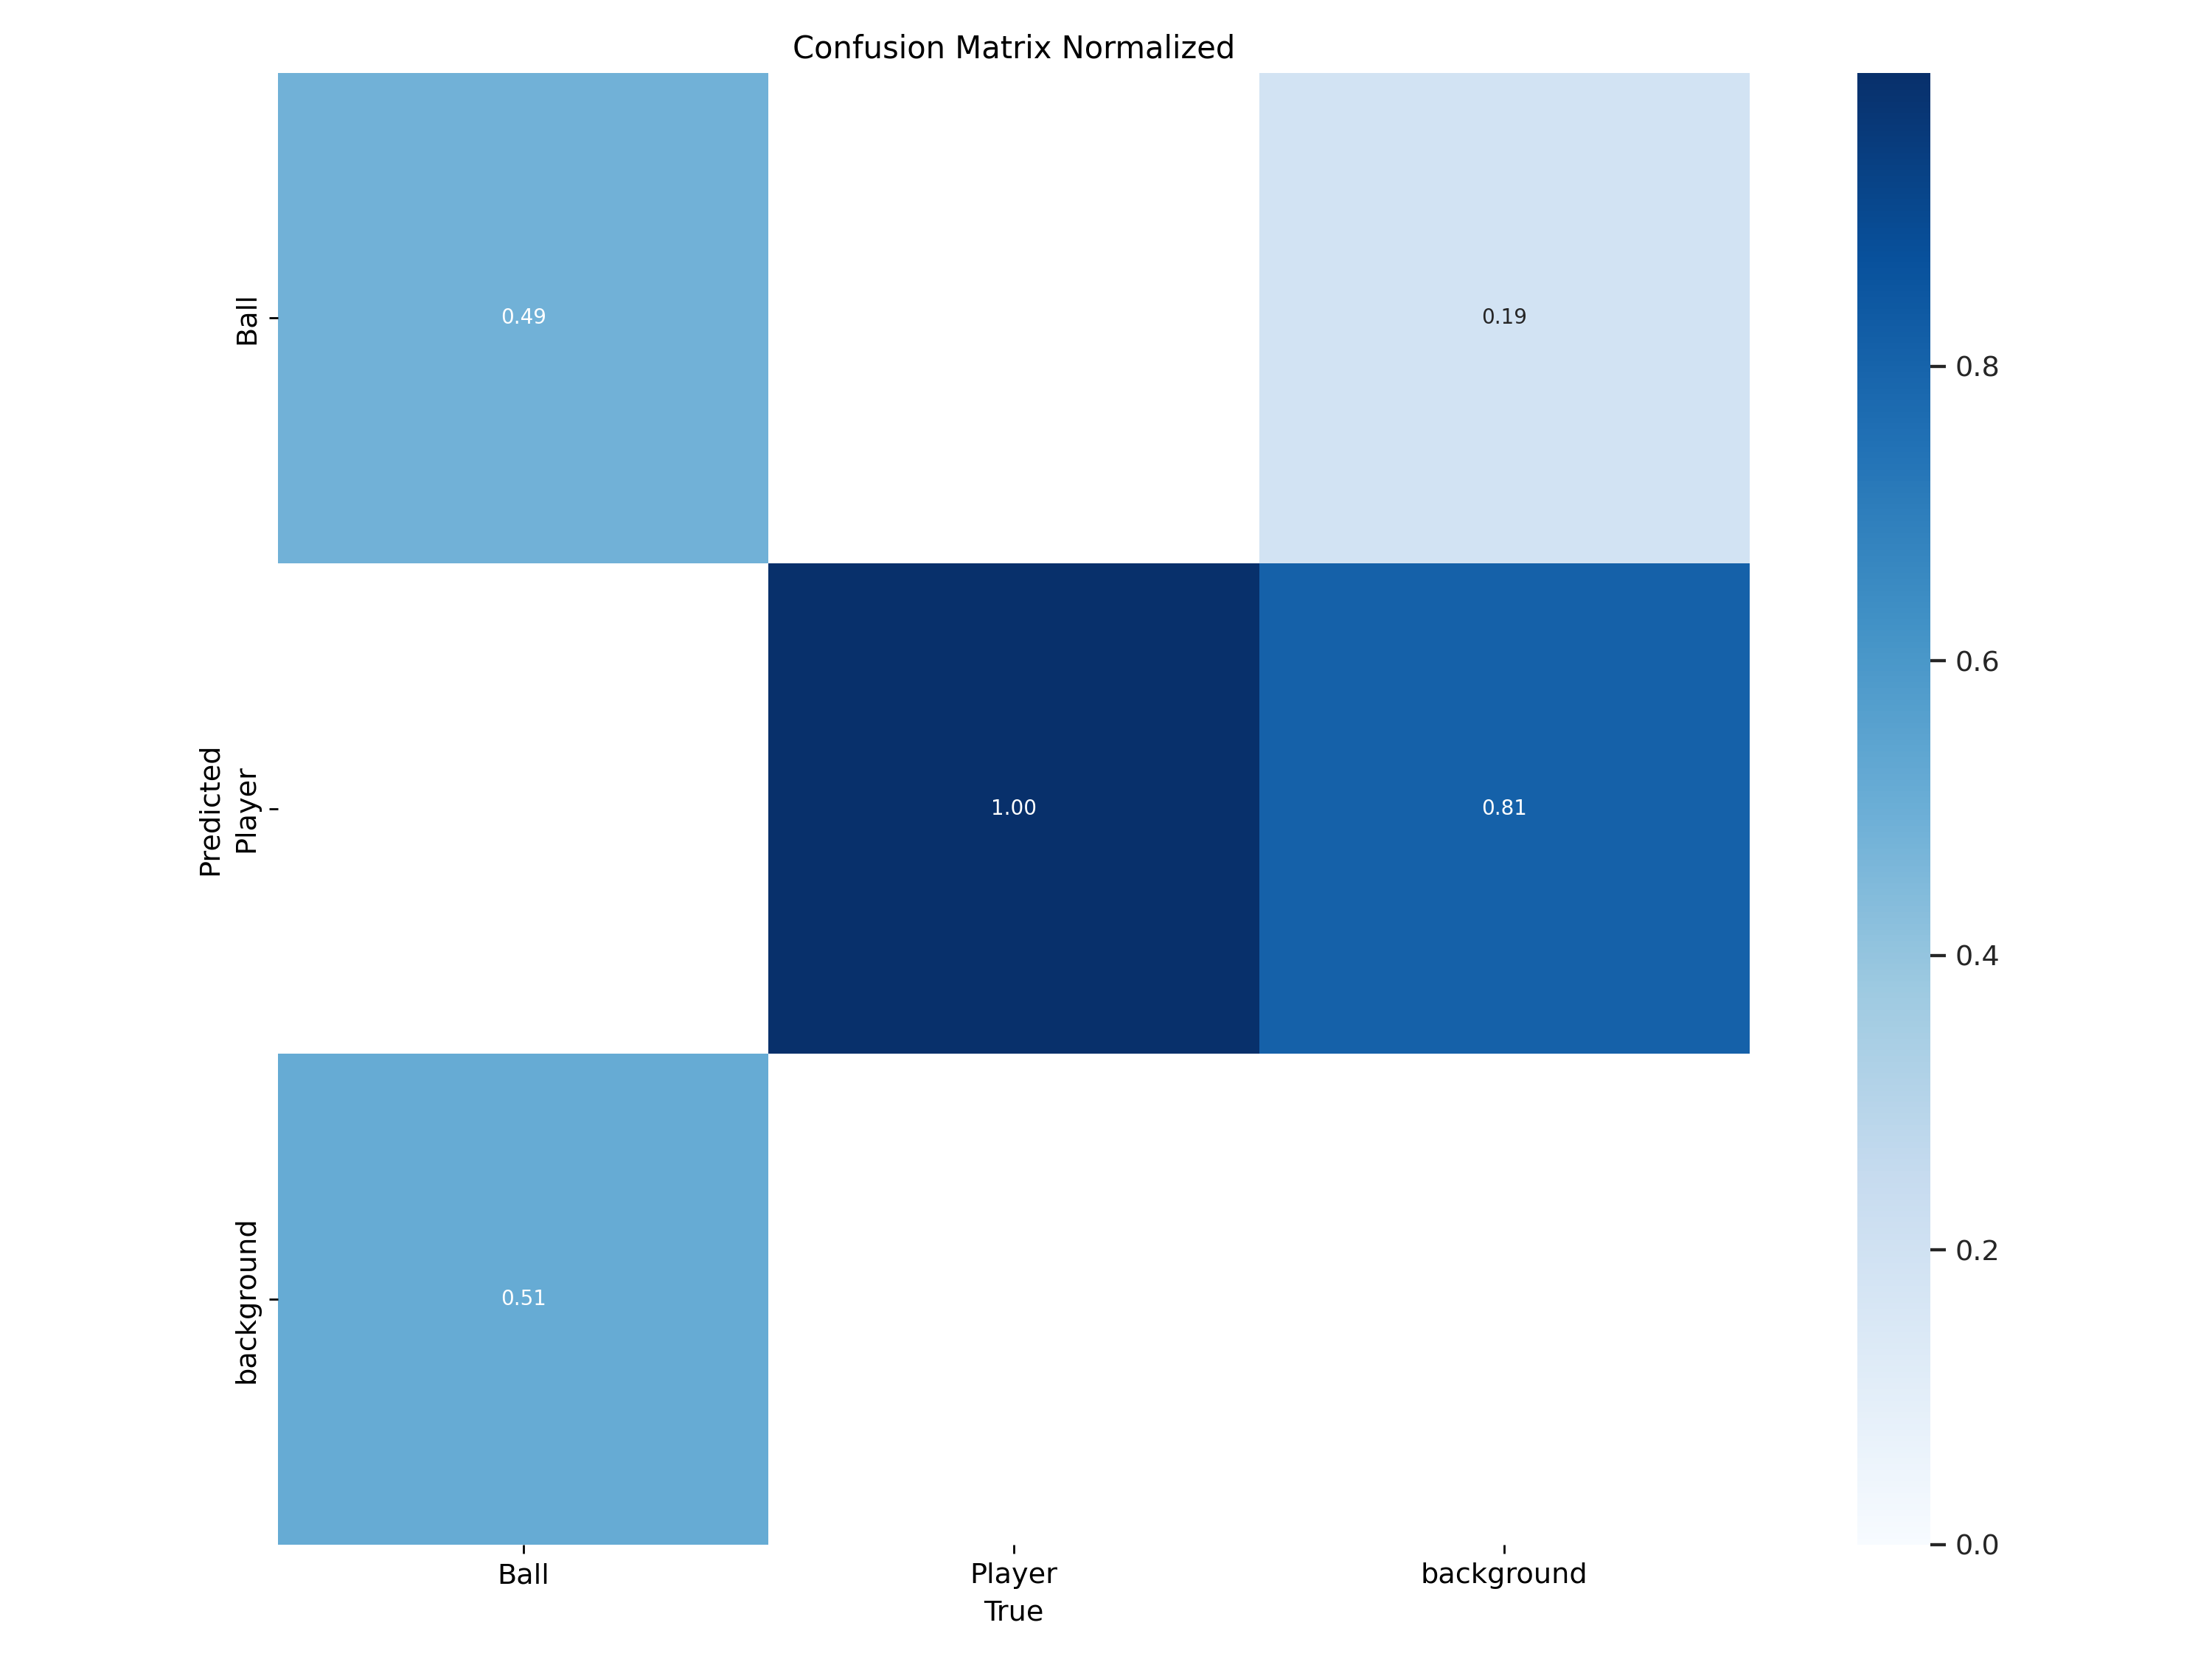 Confusion Matrix Normalized
Ball
0.49
0.19
Predicted
Player
1.00
0.81
background
0.51
Ball
Player
background
True
0.8
0.6
0.4
0.2
0.0